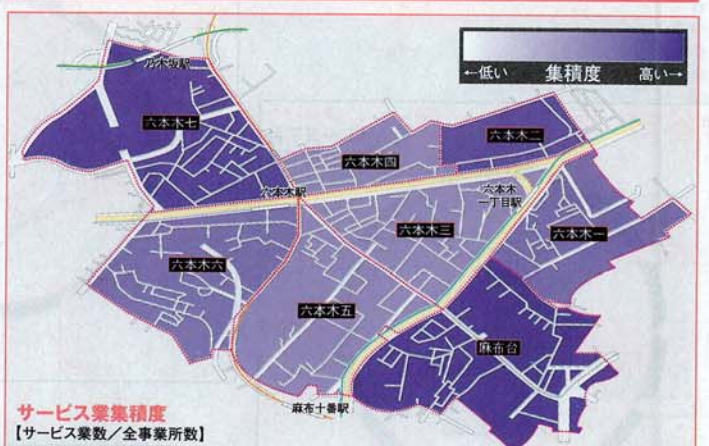 ←低い 集積度 高い→
乃木坂駅
六本木七
六本木四
六本木二
六本木駅
六本木
一丁目駅
六本木三
六本木一
六本木六
六本木五
麻布台
麻布十番駅
サービス業集積度
【サービス業数／全事業所数】